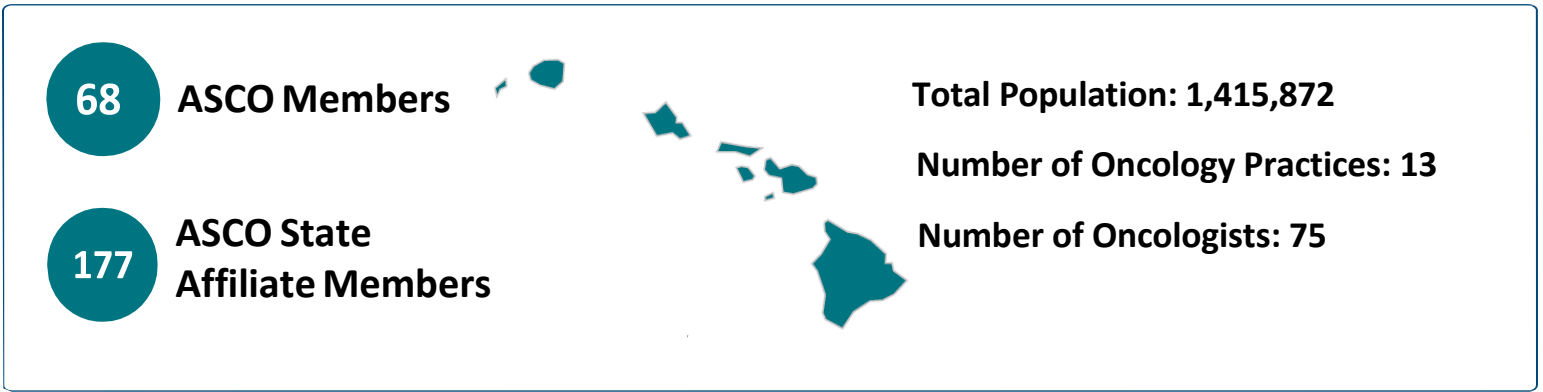 68
ASCO Members
177
ASCO State
Affiliate Members
Total Population: 1,415,872
Number of Oncology Practices: 13
Number of Oncologists: 75